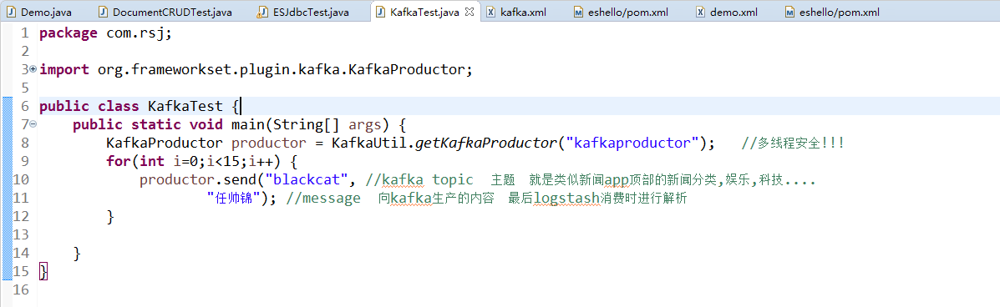 Demo.java DocumentCRUDTest.java ESJdbcTest.java KafkaTest.java kafka.xml eshello/pom.xml demo.xml eshello/pom.xml
1 package com.rsj;
2
3 import org.frameworkset.plugin.kafka.KafkaProductor;
5
6 public class KafkaTest {
7 public static void main(String[] args) {
8 KafkaProductor productor = KafkaUtil.getKafkaProductor("kafkaproductor"); //多线程安全!!!
9 for(int i=0;i<15;i++) {
10 productor.send("blackcat", //kafka topic 主题 就是类似新闻app顶部的新闻分类,娱乐,科技....
11 "任帅锦"); //message 向kafka生产的内容 最后logstash消费时进行解析
12 }
13
14 }
15 }
16